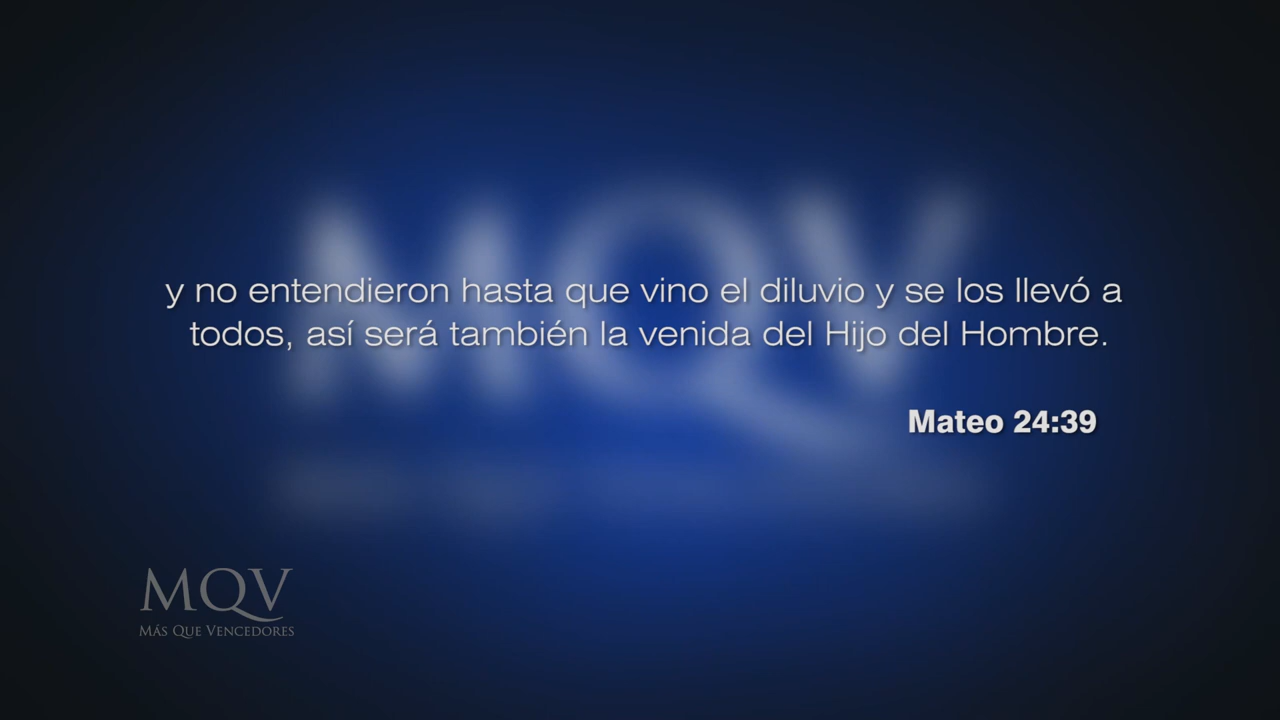 y no entendieron hasta que vino el diluvio y se los llevó a
todos, así será también la venida del Hijo del Hombre.
Mateo 24:39
MQV
MÁS QUE VENCEDORES